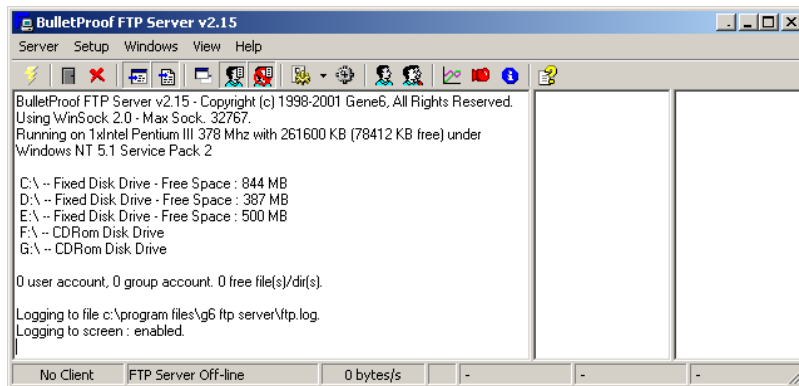 BulletProof FTP Server v2.15
Server Setup Windows View Help
BulletProof FTP Server v2.15 - Copyright (c) 1998-2001 Gene6, All Rights Reserved.
Using WinSock 2.0 - Max Sock. 32767.
Running on 1xIntel Pentium III 378 Mhz with 261600 KB (78412 KB free) under
Windows NT 5.1 Service Pack 2
C:\ -- Fixed Disk Drive - Free Space : 844 MB
D:\ -- Fixed Disk Drive - Free Space : 387 MB
E:\ -- Fixed Disk Drive - Free Space : 500 MB
F:\ -- CDRom Disk Drive
G:\ -- CDRom Disk Drive
0 user account, 0 group account. 0 free file(s)/dir(s).
Logging to file c:\program files\g6 ftp server\ftp.log.
Logging to screen : enabled.
No Client FTP Server Off-line 0 bytes/s - - -